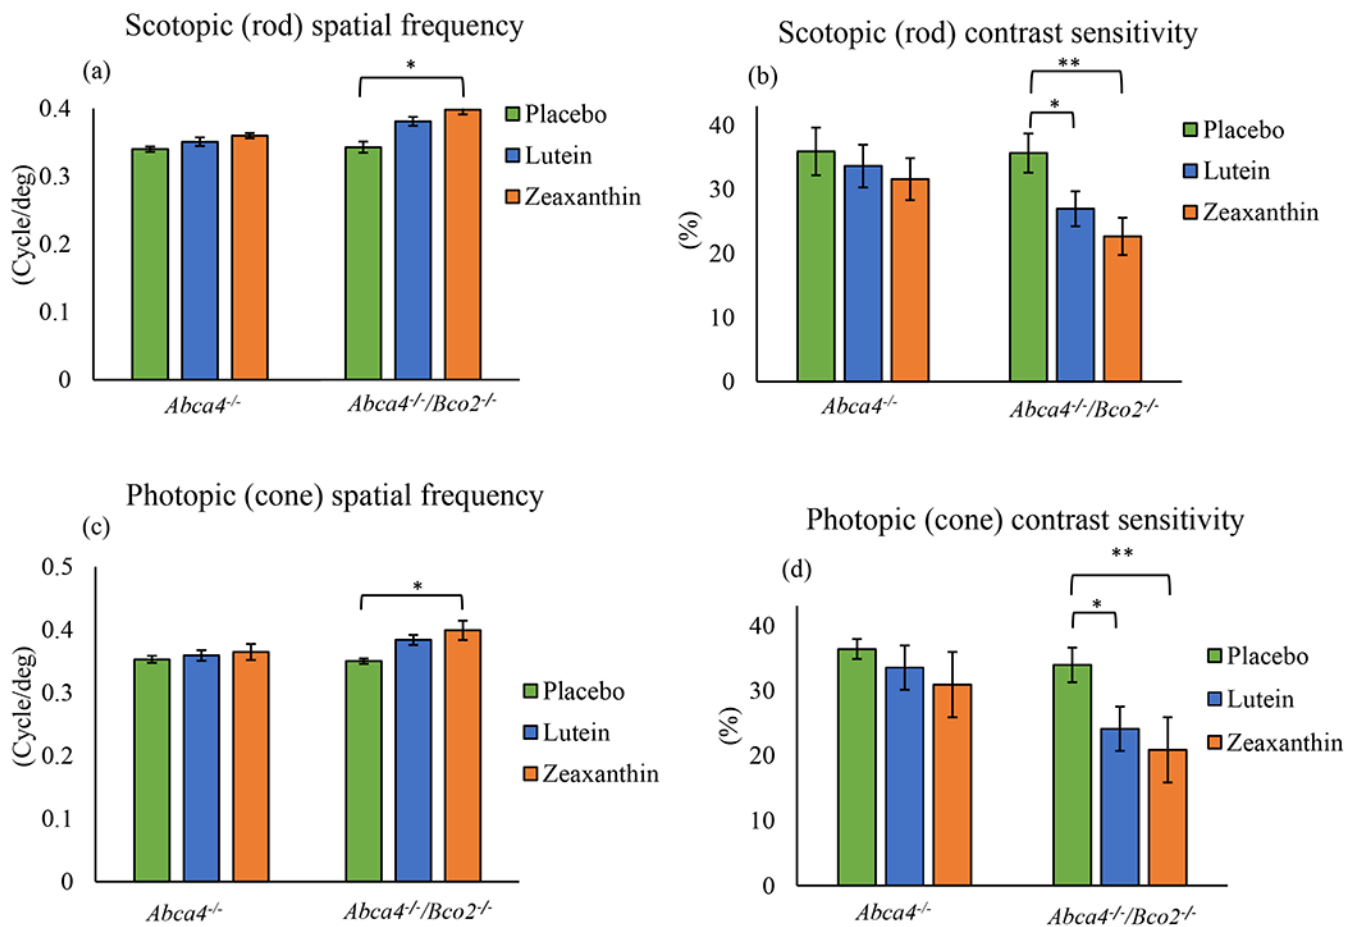 Scotopic (rod) spatial frequency
(a)
*
0.4
0.3
0.2
0.1
0
(Cycle/deg)
Placebo
Lutein
Zeaxanthin
Abca4-/-
Abca4-/-/Bco2-/-
Scotopic (rod) contrast sensitivity
(b)
**
*
40
30
20
10
0
(%)
Placebo
Lutein
Zeaxanthin
Abca4-/-
Abca4-/-/Bco2-/-
Photopic (cone) spatial frequency
(c)
*
0.5
0.4
0.3
0.2
0.1
0
(Cycle/deg)
Placebo
Lutein
Zeaxanthin
Abca4-/-
Abca4-/-/Bco2-/-
Photopic (cone) contrast sensitivity
(d)
**
*
40
30
20
10
0
(%)
Placebo
Lutein
Zeaxanthin
Abca4-/-
Abca4-/-/Bco2-/-